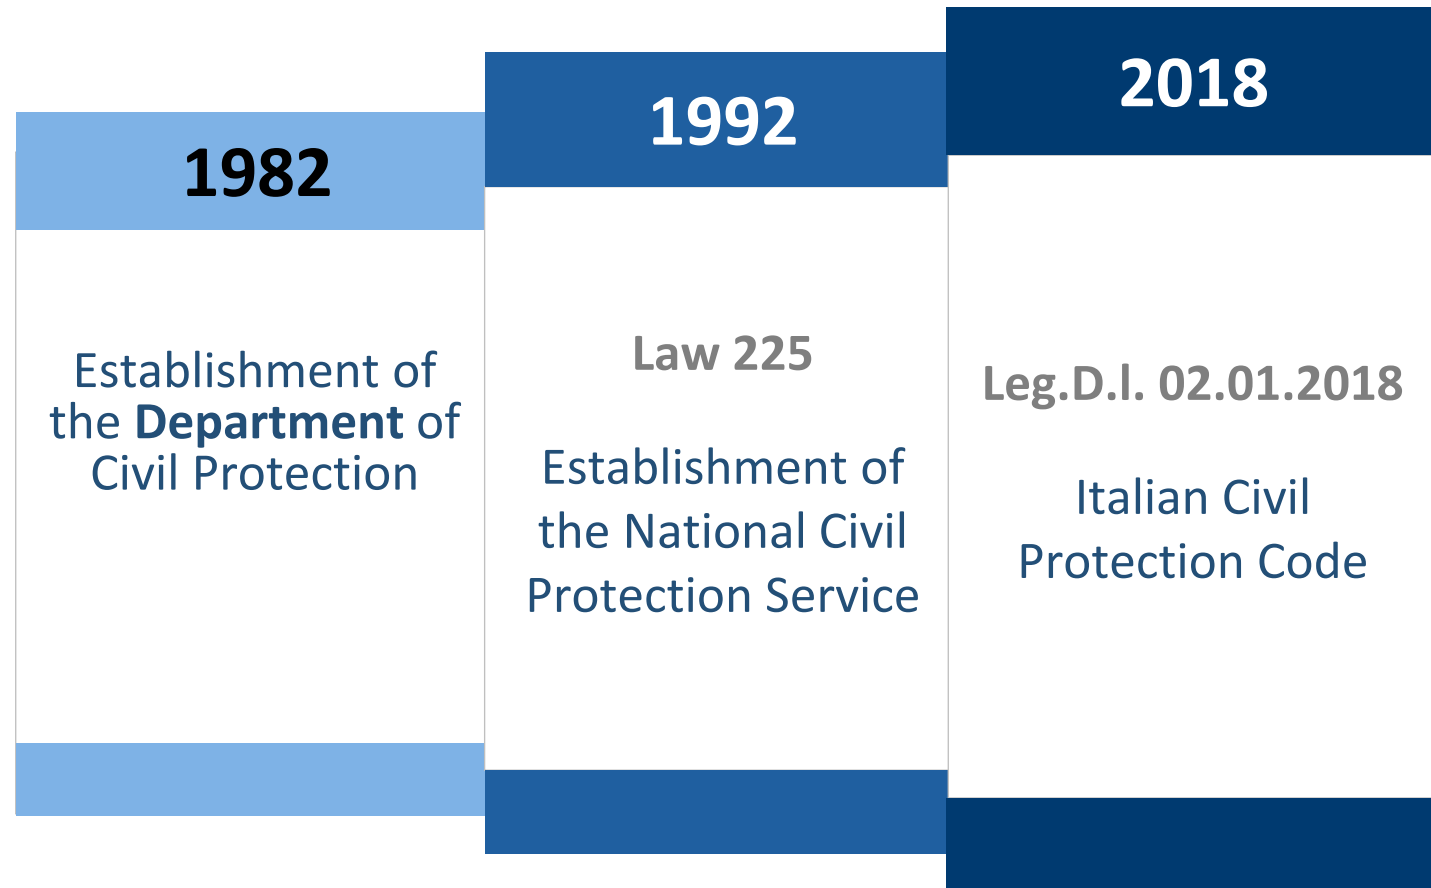 1982
Establishment of
the Department of
Civil Protection
1992
Law 225
Establishment of
the National Civil
Protection Service
2018
Leg.D.l. 02.01.2018
Italian Civil
Protection Code